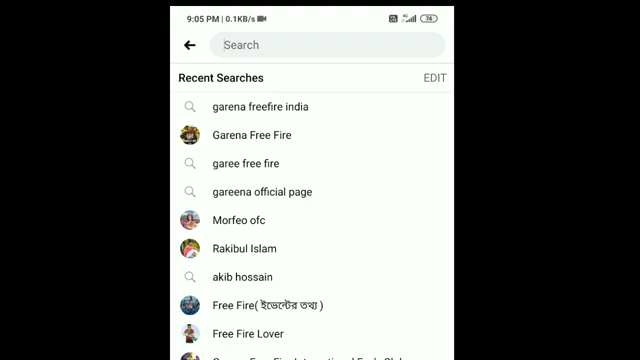 9:05 PM | 0.1KB/s
74
Search
Recent Searches
EDIT
garena freefire india
Garena Free Fire
garee free fire
gareena official page
Morfeo ofc
Rakibul Islam
akib hossain
Free Fire( ইভেন্টের তথ্য )
Free Fire Lover